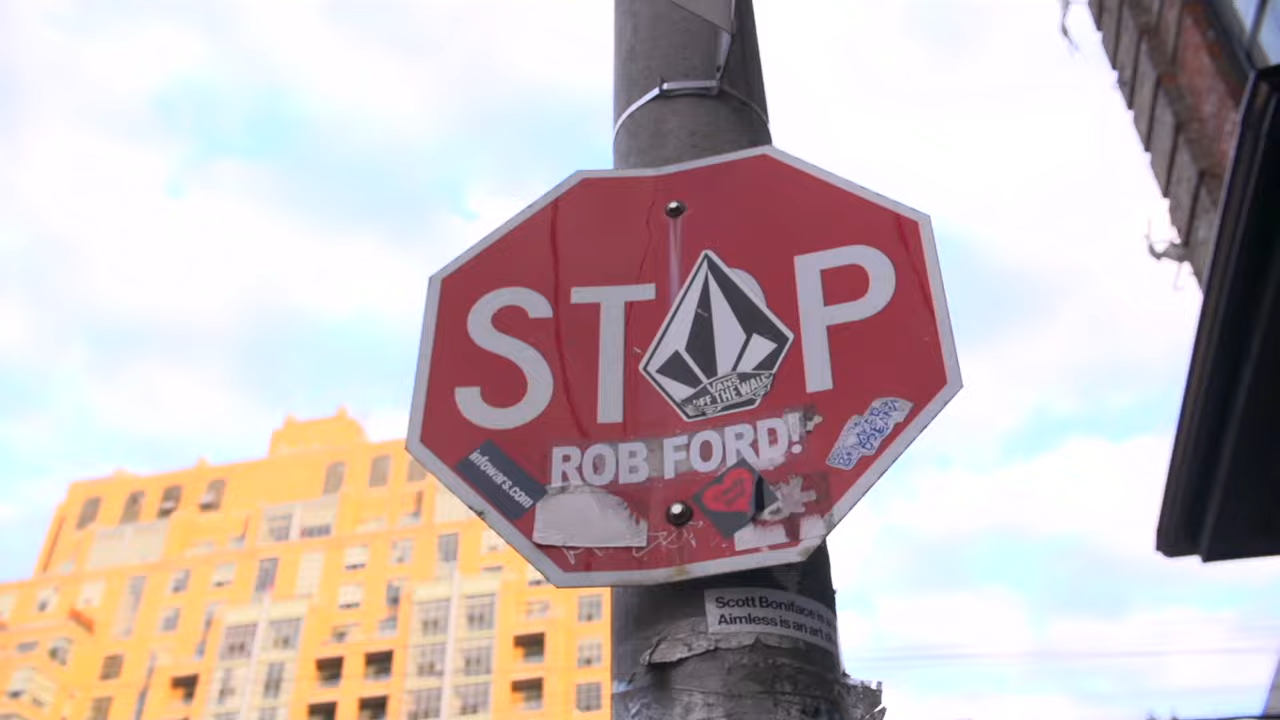 STOP
VANS
OFF THE WALL
ROB FORD!
infowars.com
Scott Boniface
Aimless is an art